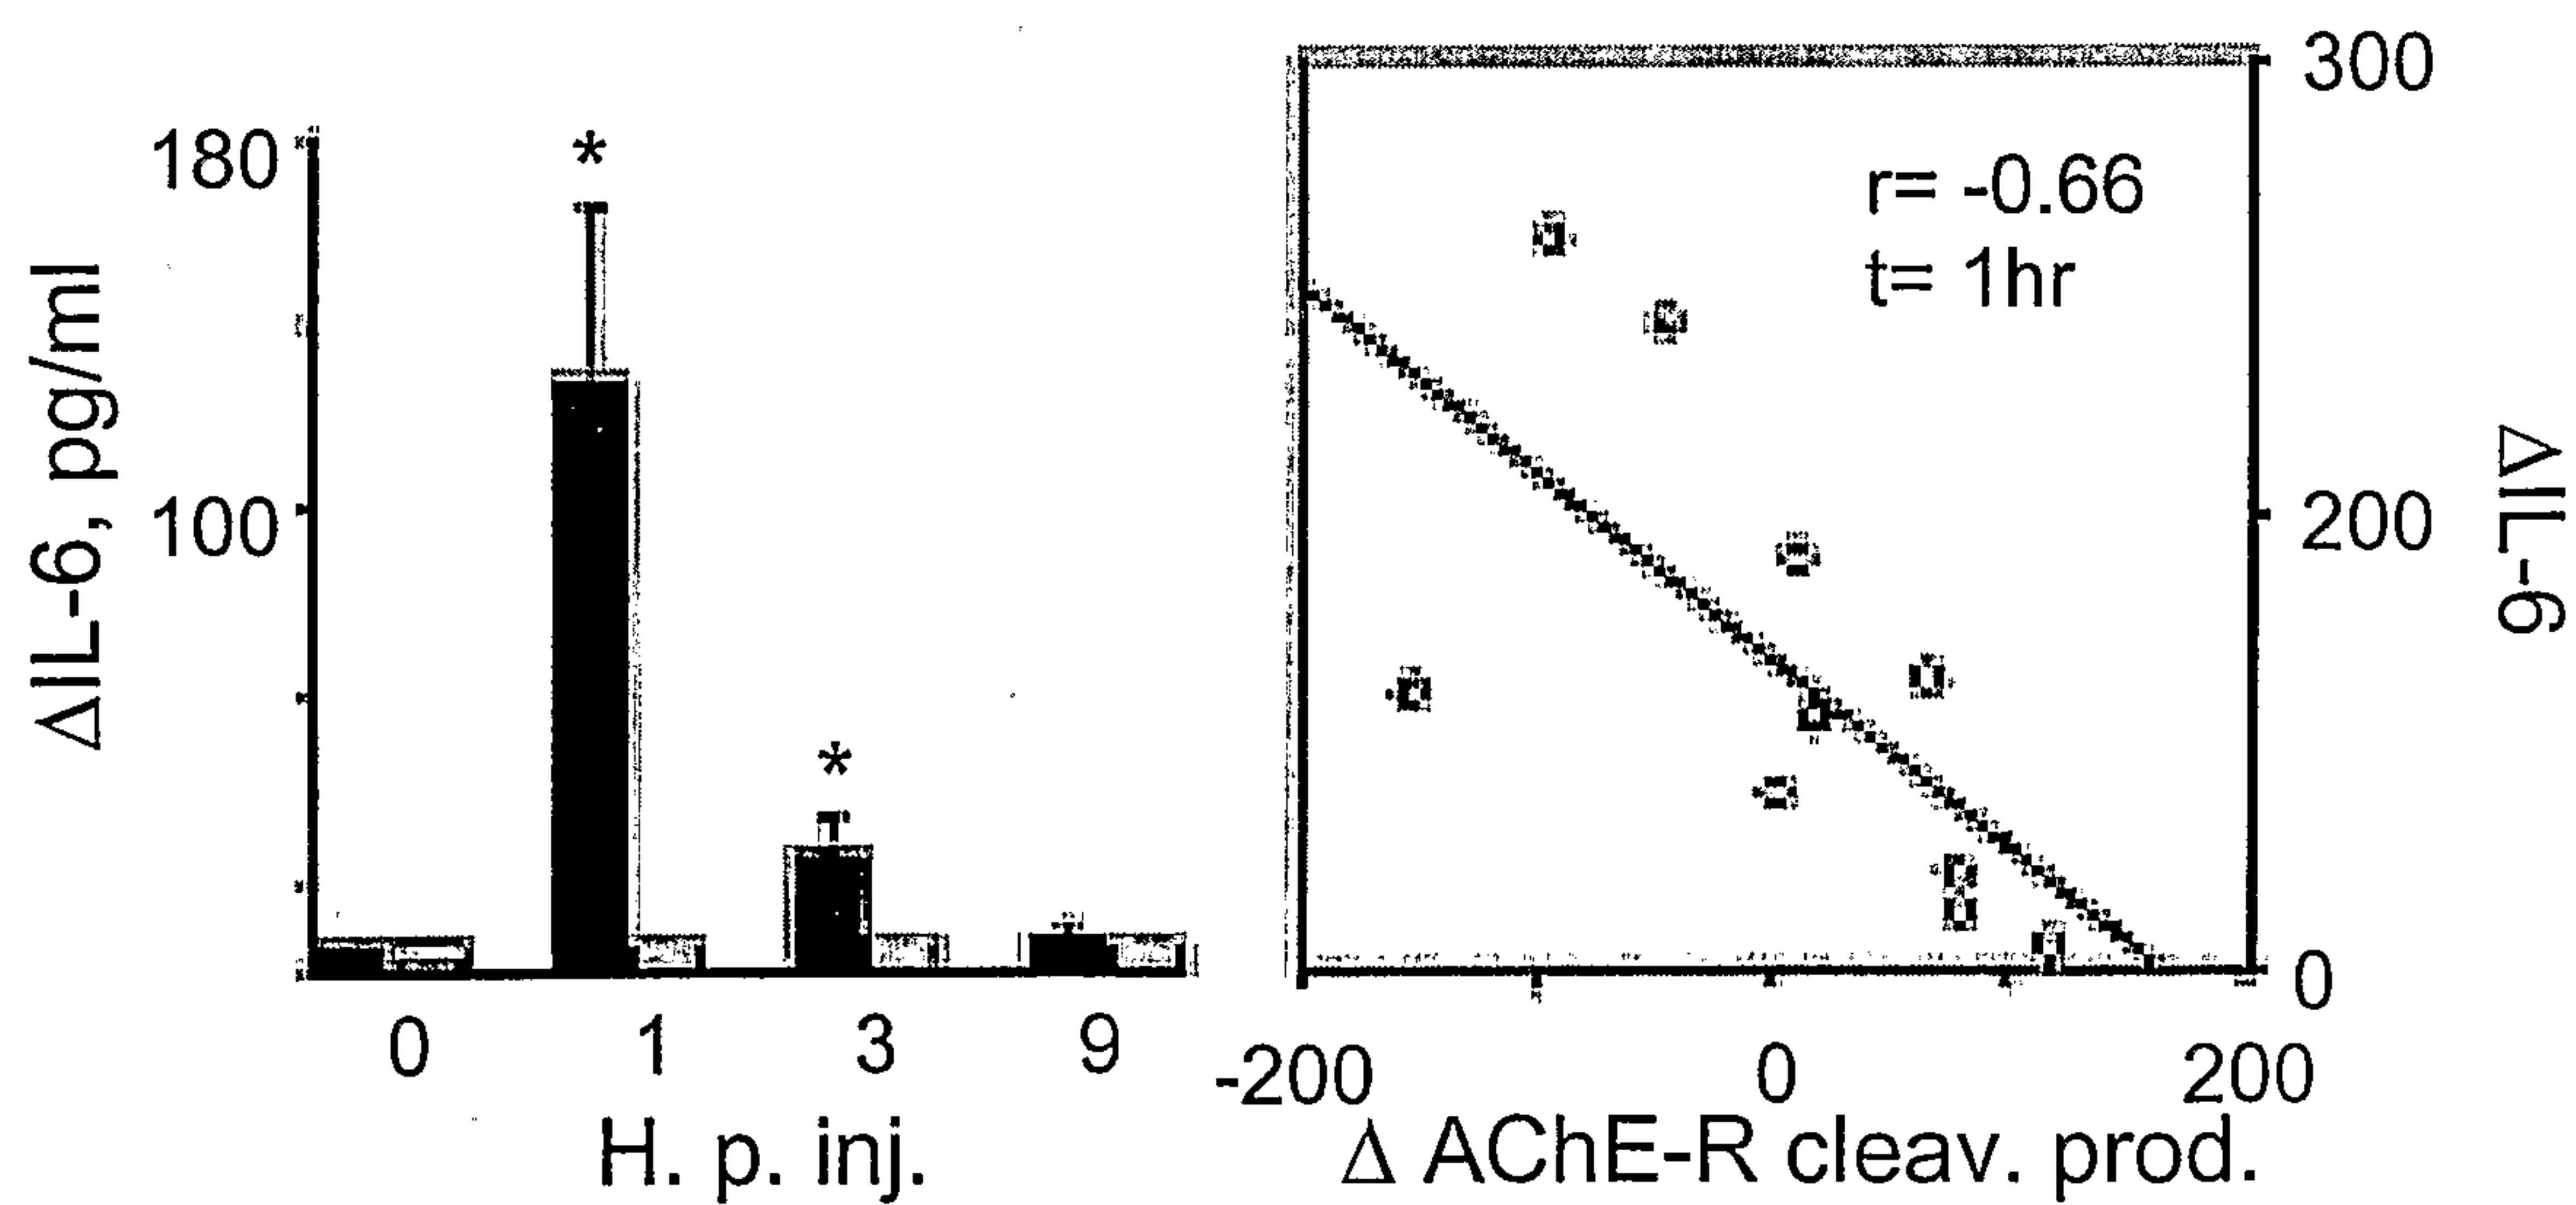 180
100
ΔIL-6, pg/ml
*
*
0 1 3 9
H. p. inj.
r= -0.66
t= 1hr
300
200
0
ΔIL-6
-200 0 200
Δ AChE-R cleav. prod.